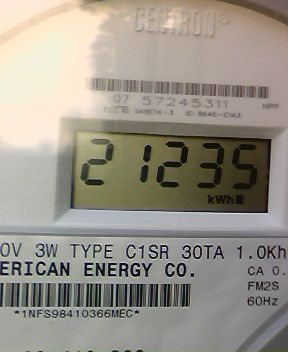 CENTRON®
07 57245311
21235
kWh
0V 3W TYPE C1SR 30TA 1.0Kh
ERICAN ENERGY CO.
CA 0.
FM2S
60Hz
*1NFS98410366MEC*